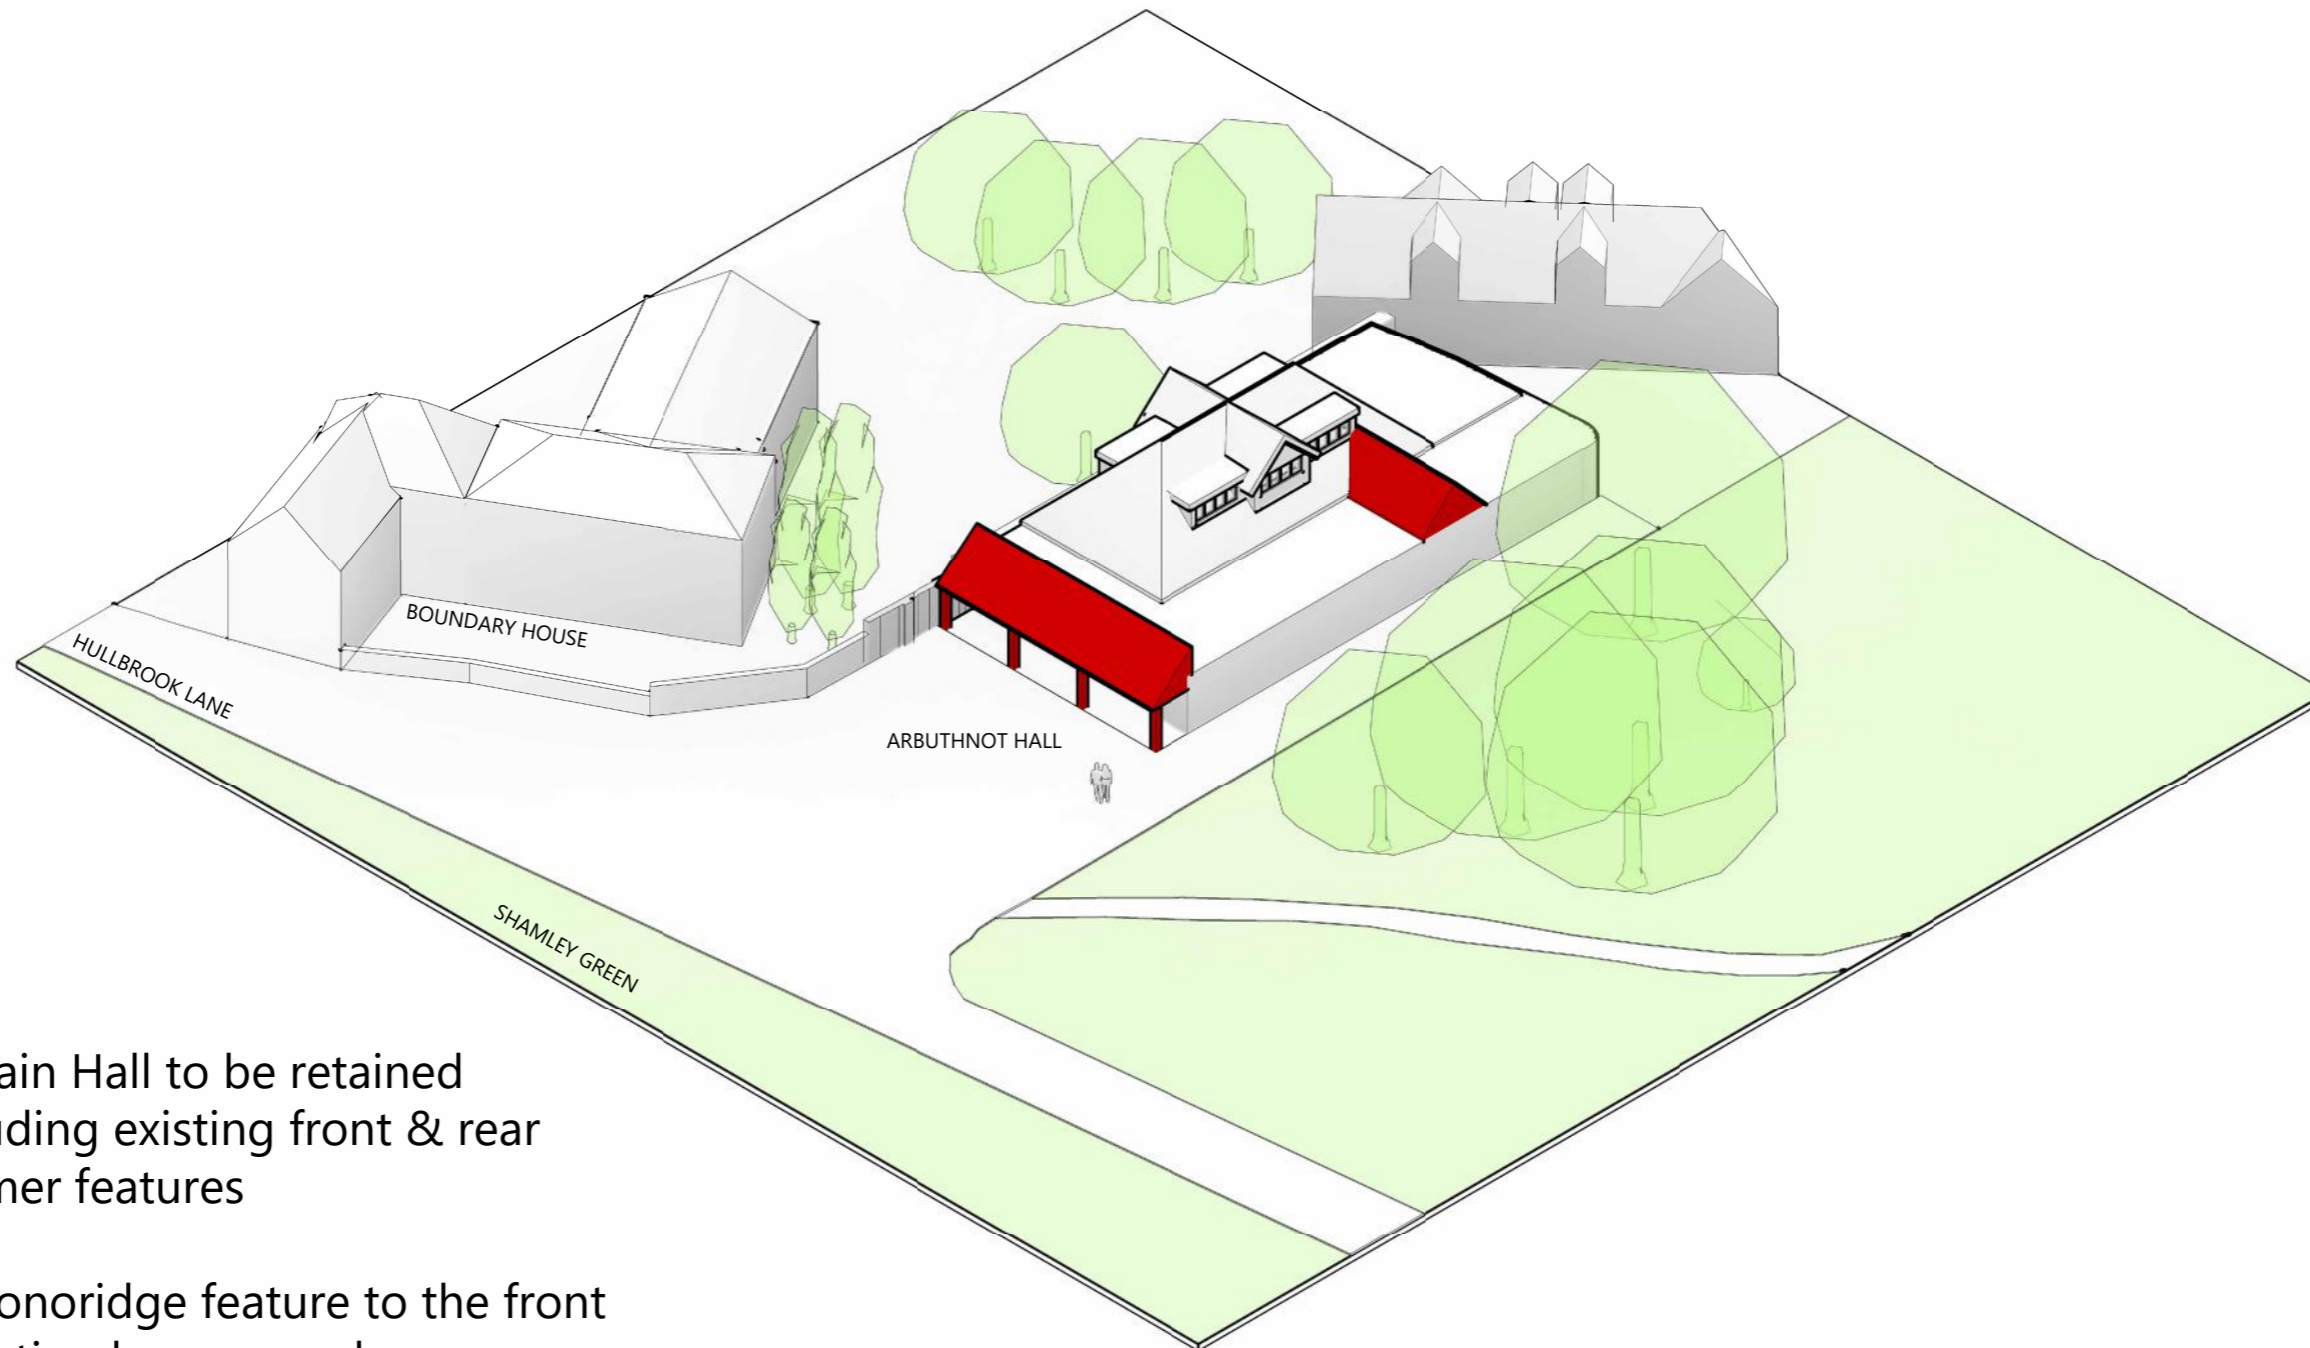 BOUNDARY HOUSE
HULLBROOK LANE
ARBUTHNOT HALL
SHAMLEY GREEN
ain Hall to be retained
uding existing front & rear
mer features
onoridge feature to the front